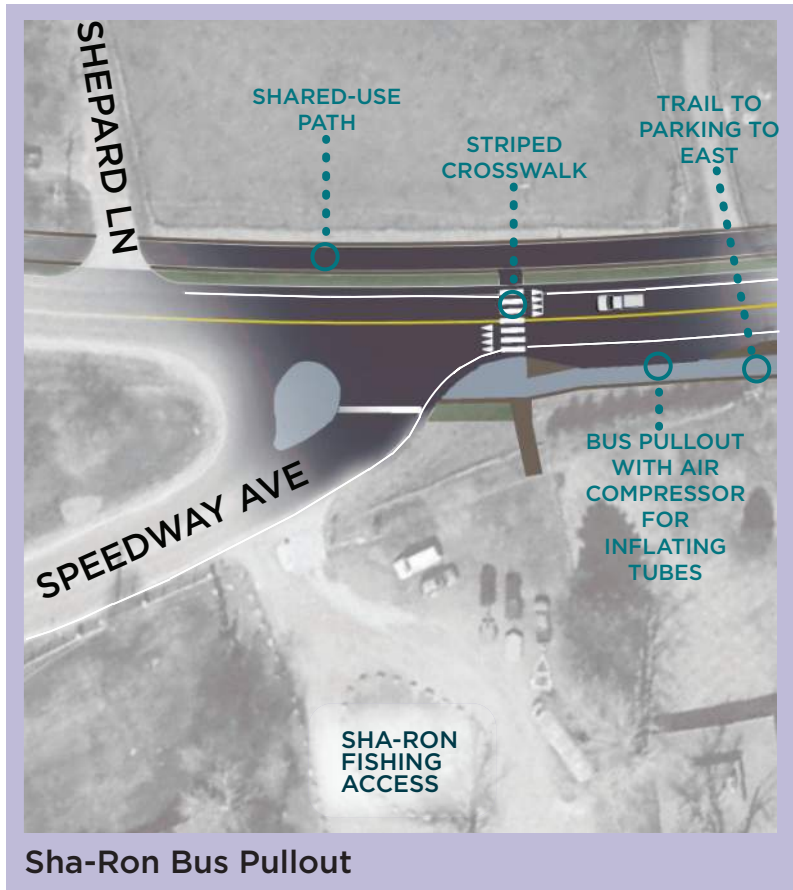 SHEPARD LN
SHARED-USE
PATH
STRIPED
CROSSWALK
TRAIL TO
PARKING TO
EAST
BUS PULLOUT
WITH AIR
COMPRESSOR
FOR
INFLATING
TUBES
SPEEDWAY AVE
SHA-RON
FISHING
ACCESS
Sha-Ron Bus Pullout